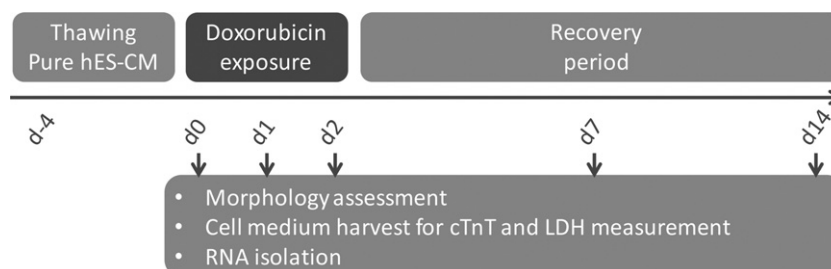 Thawing
Pure hES-CM
Doxorubicin
exposure
Recovery
period
d-4
d0
d1
d2
d7
d14
• Morphology assessment
• Cell medium harvest for cTnT and LDH measurement
• RNA isolation